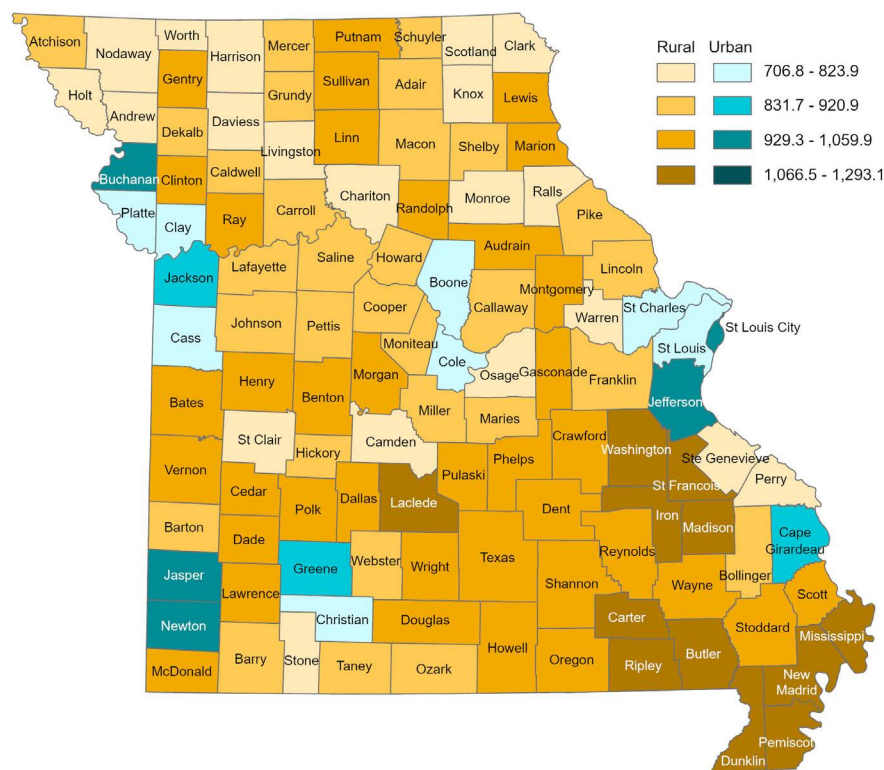 Rural Urban
706.8 - 823.9
831.7 - 920.9
929.3 - 1,059.9
1,066.5 - 1,293.1
Atchison
Nodaway
Worth
Harrison
Mercer
Putnam
Schuyler
Scotland
Clark
Holt
Andrew
Gentry
Daviess
Grundy
Sullivan
Adair
Knox
Lewis
Dekalb
Livingston
Linn
Macon
Shelby
Marion
Buchanan
Clinton
Caldwell
Chariton
Randolph
Monroe
Ralls
Platte
Clay
Ray
Carroll
Pike
Audrain
Jackson
Lafayette
Saline
Howard
Boone
Callaway
Montgomery
Lincoln
Cass
Johnson
Pettis
Cooper
Moniteau
Cole
Osage
Gasconade
Warren
St Charles
St Louis
St Louis City
Franklin
Jefferson
Bates
Henry
Benton
Morgan
Miller
Maries
St Clair
Hickory
Camden
Pulaski
Phelps
Crawford
Washington
Ste Genevieve
St Francois
Perry
Vernon
Cedar
Polk
Dallas
Laclede
Dent
Iron
Madison
Barton
Dade
Greene
Webster
Wright
Texas
Shannon
Reynolds
Wayne
Bollinger
Cape
Girardeau
Jasper
Lawrence
Christian
Douglas
Howell
Carter
Butler
Stoddard
Scott
Mississippi
Newton
McDonald
Barry
Stone
Taney
Ozark
Oregon
Ripley
New
Madrid
Pemiscot
Dunklin